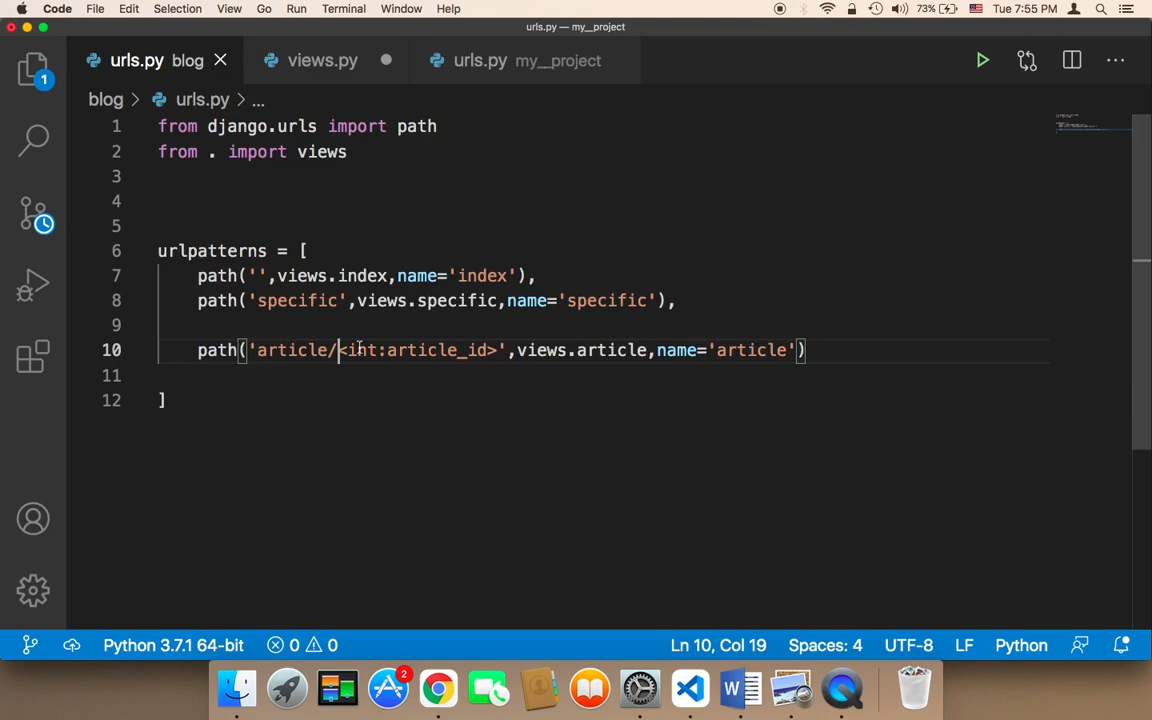 Code File Edit Selection View Go Run Terminal Window Help 73% Tue 7:55 PM
urls.py — my__project
urls.py blog views.py urls.py my__project
blog > urls.py > ...
1 from django.urls import path
2 from . import views
3
4
5
6 urlpatterns = [
7 path('',views.index,name='index'),
8 path('specific',views.specific,name='specific'),
9
10 path('article/<int:article_id>',views.article,name='article')
11
12 ]
1
Python 3.7.1 64-bit 0 0 Ln 10, Col 19 Spaces: 4 UTF-8 LF Python
2
W